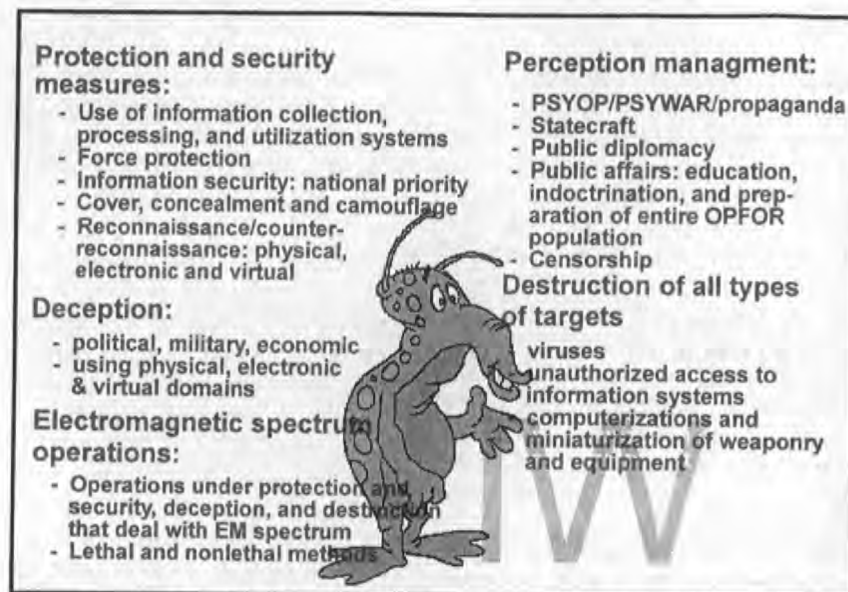 Protection and security
measures:
- Use of information collection,
processing, and utilization systems
- Force protection
- Information security: national priority
- Cover, concealment and camouflage
- Reconnaissance/counter-
reconnaissance: physical,
electronic and virtual
Deception:
- political, military, economic
- using physical, electronic
& virtual domains
Electromagnetic spectrum
operations:
- Operations under protection and
security, deception, and destruction
that deal with EM spectrum
- Lethal and nonlethal methods
Perception managment:
- PSYOP/PSYWAR/propaganda
- Statecraft
- Public diplomacy
- Public affairs: education,
indoctrination, and prep-
aration of entire OPFOR
population
- Censorship
Destruction of all types
of targets
viruses
unauthorized access to
information systems
computerizations and
miniaturization of weaponry
and equipment
IW